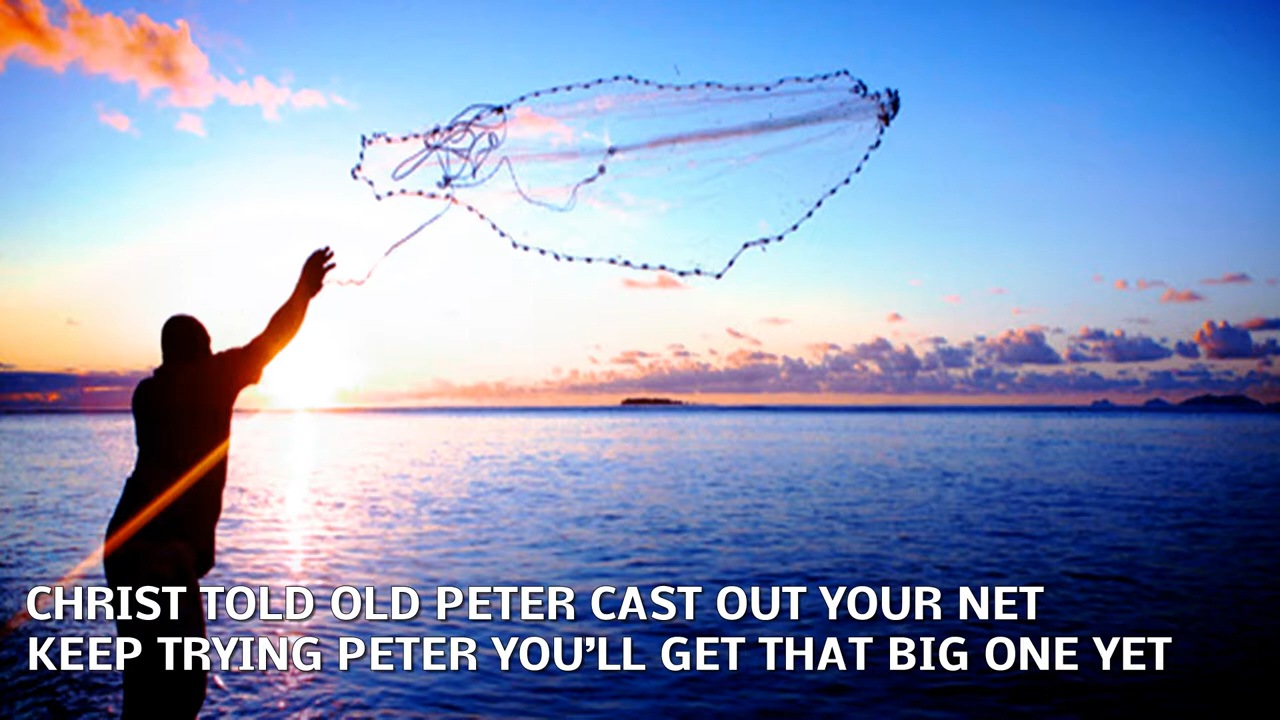 CHRIST TOLD OLD PETER CAST OUT YOUR NET
KEEP TRYING PETER YOU’LL GET THAT BIG ONE YET